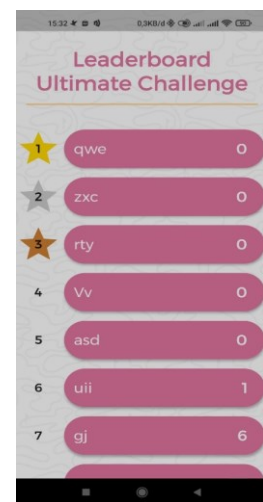 15:32 0,3KB/d
Leaderboard
Ultimate Challenge
1 qwe 0
2 zxc 0
3 rty 0
4 Vv 0
5 asd 0
6 uii 1
7 gj 6